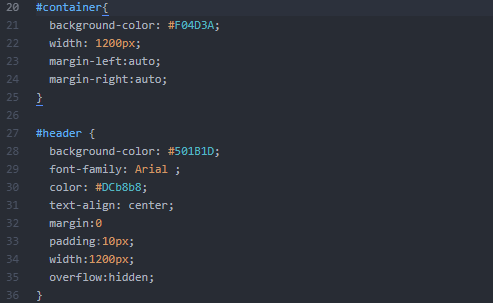 20 #container{
21 background-color: #F04D3A;
22 width: 1200px;
23 margin-left:auto;
24 margin-right:auto;
25 }
26
27 #header {
28 background-color: #501B1D;
29 font-family: Arial ;
30 color: #DCb8b8;
31 text-align: center;
32 margin:0
33 padding:10px;
34 width:1200px;
35 overflow:hidden;
36 }